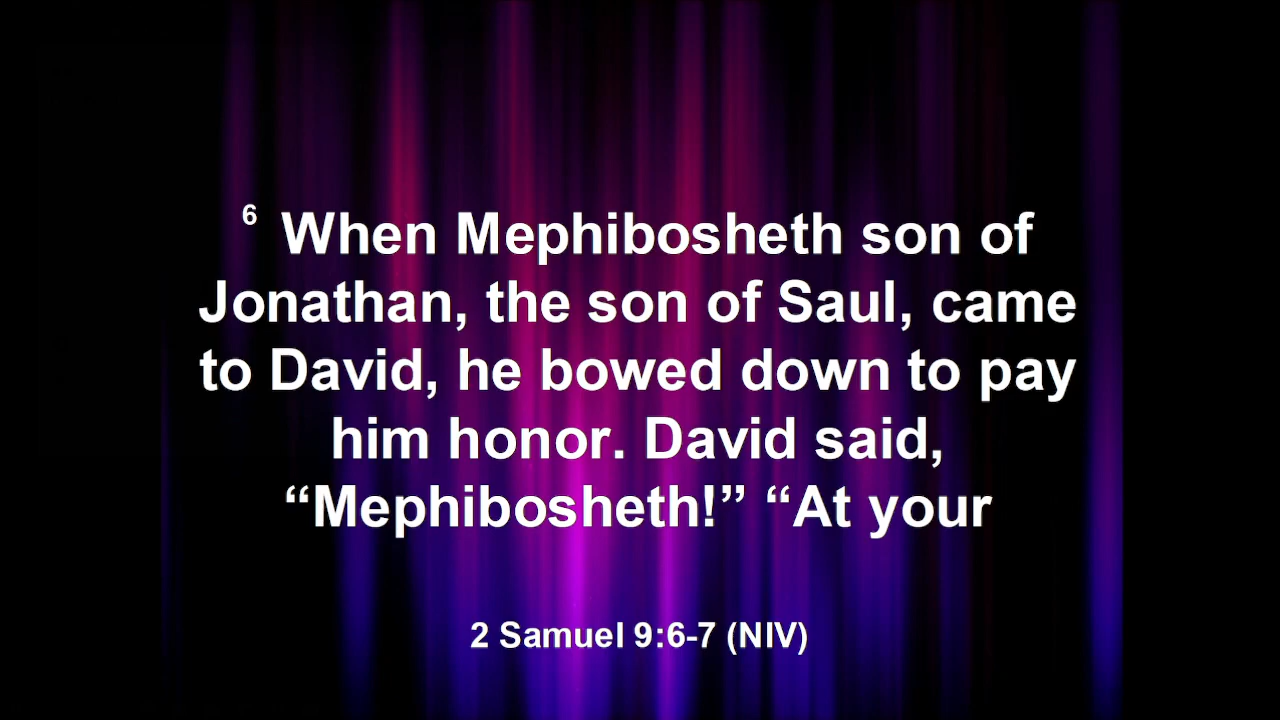 6 When Mephibosheth son of
Jonathan, the son of Saul, came
to David, he bowed down to pay
him honor. David said,
“Mephibosheth!” “At your
2 Samuel 9:6-7 (NIV)